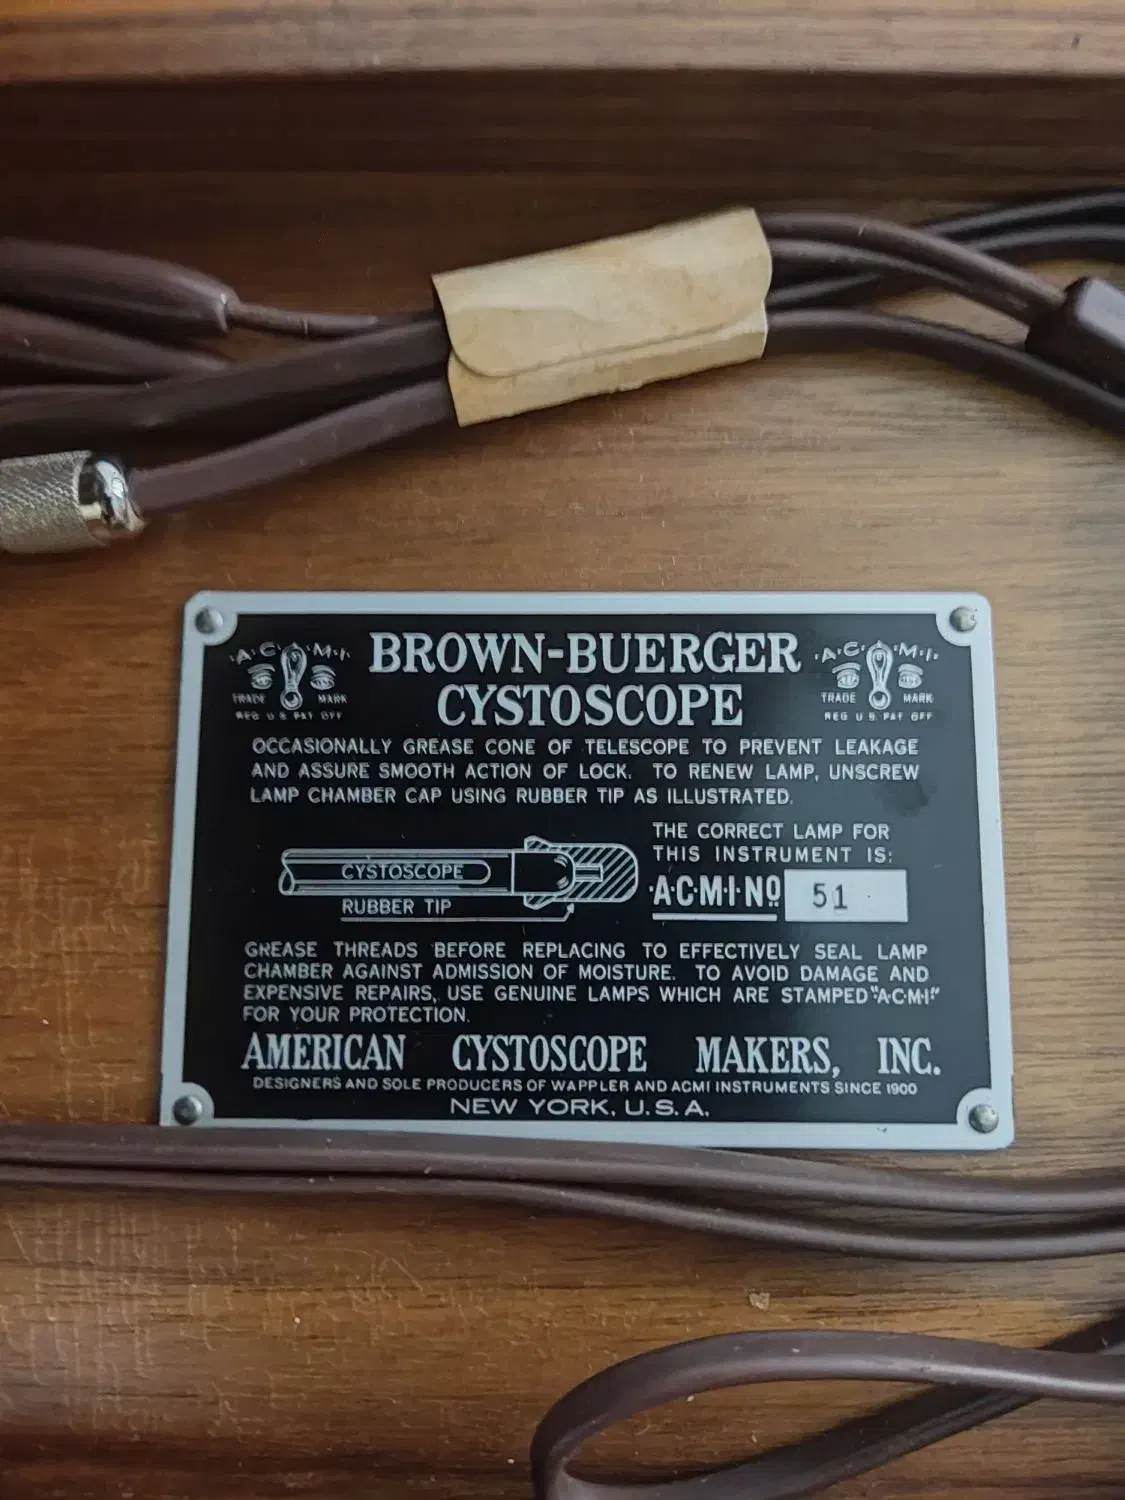 A·C·M·I·
TRADE MARK
REG U.S. PAT OFF
BROWN-BUERGER
CYSTOSCOPE
·A·C·M·I·
TRADE MARK
REG U.S. PAT OFF
OCCASIONALLY GREASE CONE OF TELESCOPE TO PREVENT LEAKAGE
AND ASSURE SMOOTH ACTION OF LOCK. TO RENEW LAMP, UNSCREW
LAMP CHAMBER CAP USING RUBBER TIP AS ILLUSTRATED.
CYSTOSCOPE
RUBBER TIP
THE CORRECT LAMP FOR
THIS INSTRUMENT IS:
·A·C·M·I· NO 51
GREASE THREADS BEFORE REPLACING TO EFFECTIVELY SEAL LAMP
CHAMBER AGAINST ADMISSION OF MOISTURE. TO AVOID DAMAGE AND
EXPENSIVE REPAIRS, USE GENUINE LAMPS WHICH ARE STAMPED "A·C·M·I·"
FOR YOUR PROTECTION.
AMERICAN CYSTOSCOPE MAKERS, INC.
DESIGNERS AND SOLE PRODUCERS OF WAPPLER AND ACMI INSTRUMENTS SINCE 1900
NEW YORK, U.S.A.